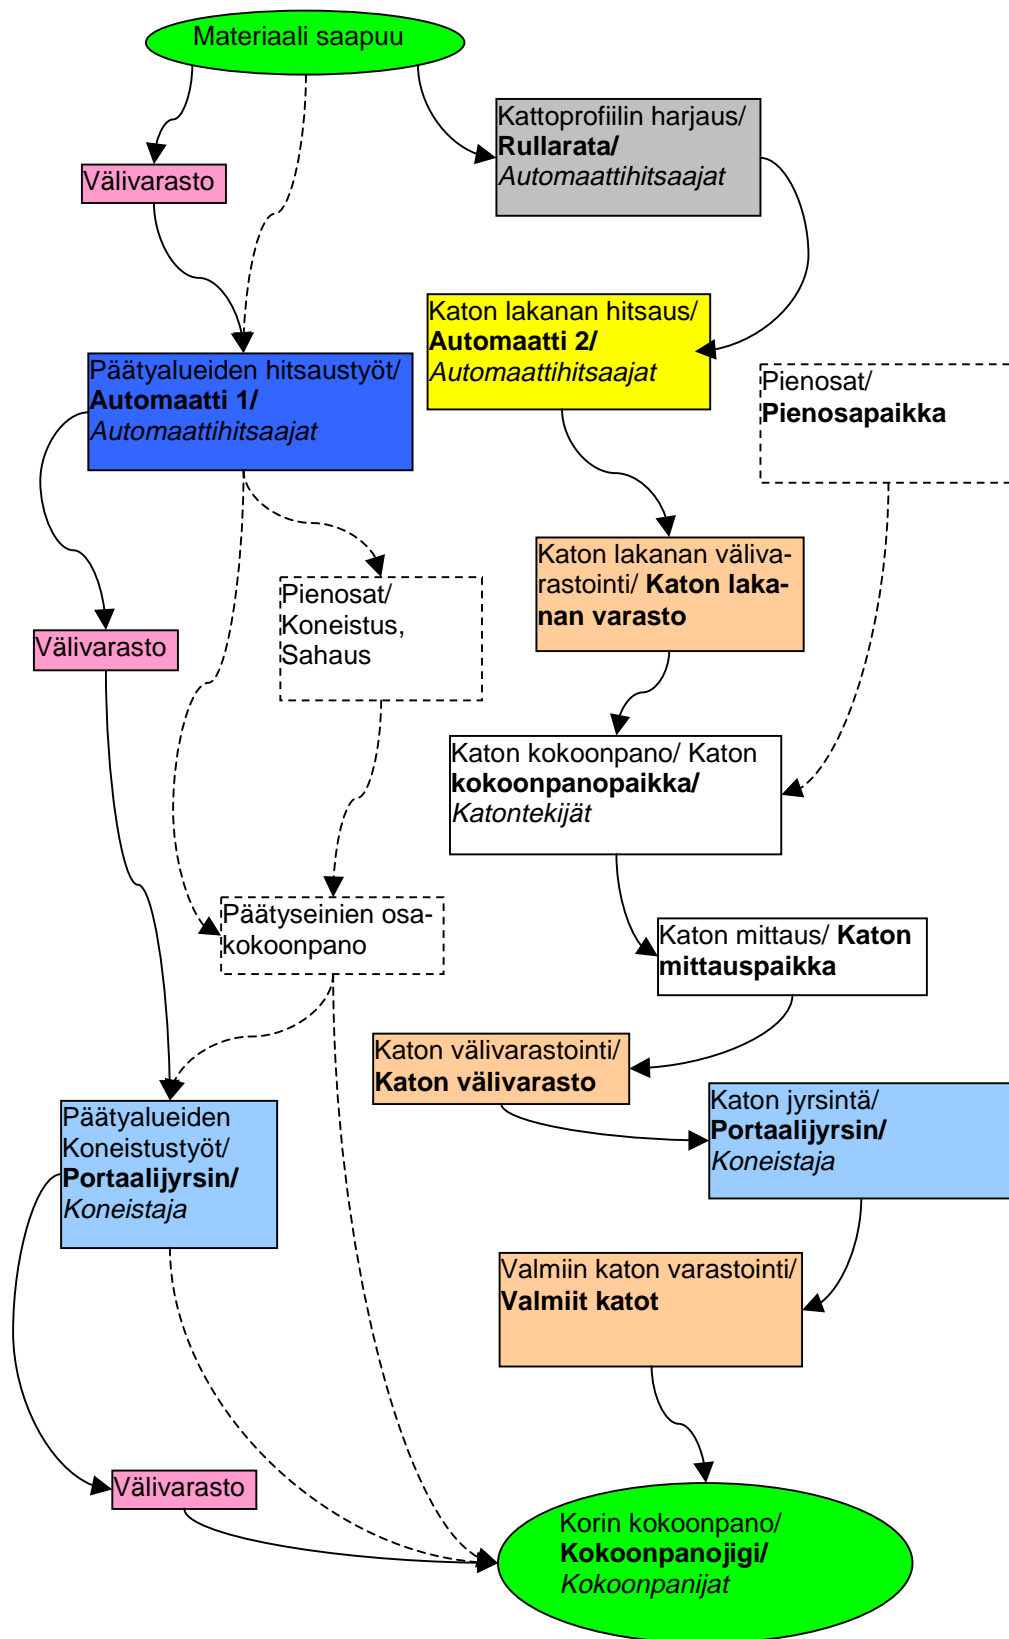 Materiaali saapuu
Kattoprofiilin harjaus/
Rullarata/
Automaattihitsaajat
Välivarasto
Katon lakanan hitsaus/
Automaatti 2/
Automaattihitsaajat
Päätyalueiden hitsaustyöt/
Automaatti 1/
Automaattihitsaajat
Pienosat/
Pienosapaikka
Katon lakanan väliva-
rastointi/ Katon laka-
nan varasto
Pienosat/
Koneistus,
Sahaus
Välivarasto
Katon kokoonpano/ Katon
kokoonpanopaikka/
Katontekijät
Päätyseinien osa-
kokoonpano
Katon mittaus/ Katon
mittauspaikka
Katon välivarastointi/
Katon välivarasto
Katon jyrsintä/
Portaalijyrsin/
Koneistaja
Päätyalueiden
Koneistustyöt/
Portaalijyrsin/
Koneistaja
Valmiin katon varastointi/
Valmiit katot
Välivarasto
Korin kokoonpano/
Kokoonpanojigi/
Kokoonpanijat